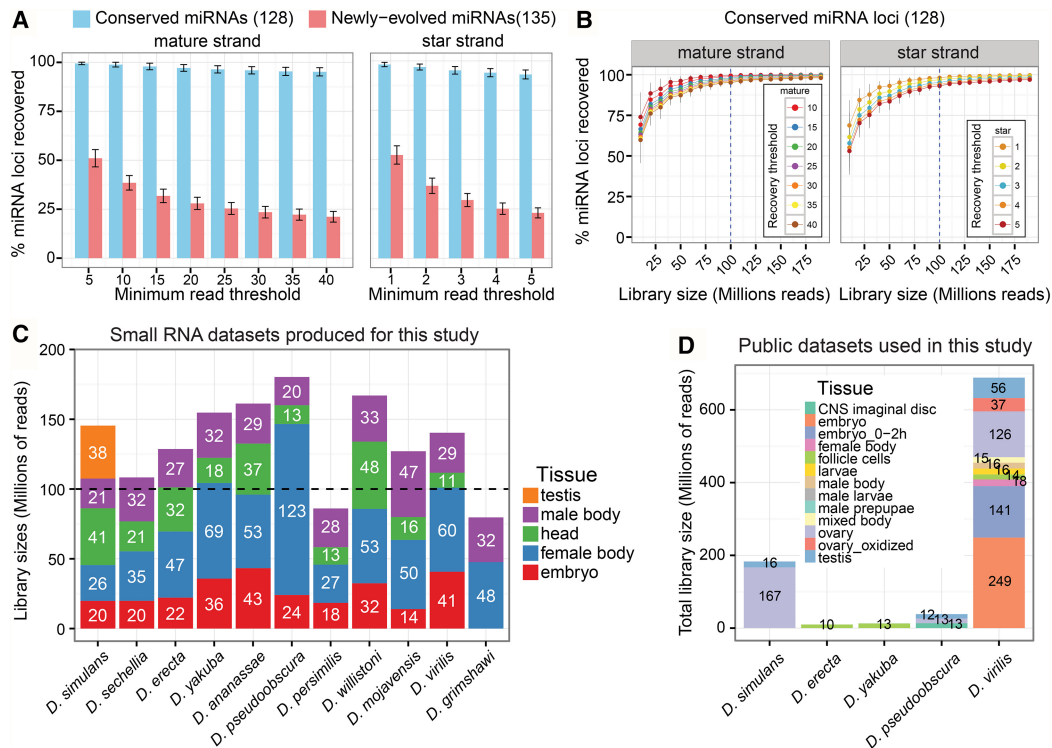 A
Conserved miRNAs (128)
Newly−evolved miRNAs(135)
mature strand
star strand
% miRNA loci recovered
100
75
50
25
0
5 10 15 20 25 30 35 40
1 2 3 4 5
Minimum read threshold
Minimum read threshold
B
Conserved miRNA loci (128)
mature strand
star strand
% miRNA loci recovered
100
75
50
25
0
Recovery threshold
mature
10
15
20
25
30
35
40
Recovery threshold
star
1
2
3
4
5
25 50 75 100 125 150 175
25 50 75 100 125 150 175
Library size (Millions reads)
Library size (Millions reads)
C
Small RNA datasets produced for this study
Library sizes (Millions of reads)
200
150
100
50
0
38
21
41
26
20
32
21
35
20
27
32
47
22
32
18
69
36
29
37
53
43
20
13
123
24
28
13
27
18
33
48
53
32
47
16
50
14
29
11
60
41
32
48
D. simulans
D. sechellia
D. erecta
D. yakuba
D. ananassae
D. pseudoobscura
D. persimilis
D. willistoni
D. mojavensis
D. virilis
D. grimshawi
Tissue
testis
male body
head
female body
embryo
D
Public datasets used in this study
Total library size (Millions of reads)
600
400
200
0
Tissue
CNS imaginal disc
embryo
embryo_0−2h
female body
follicle cells
larvae
male body
male larvae
male prepupae
mixed body
ovary
ovary_oxidized
testis
16
167
10
13
12
13
13
56
37
126
15
16
16
14
18
141
249
D. simulans
D. erecta
D. yakuba
D. pseudoobscura
D. virilis